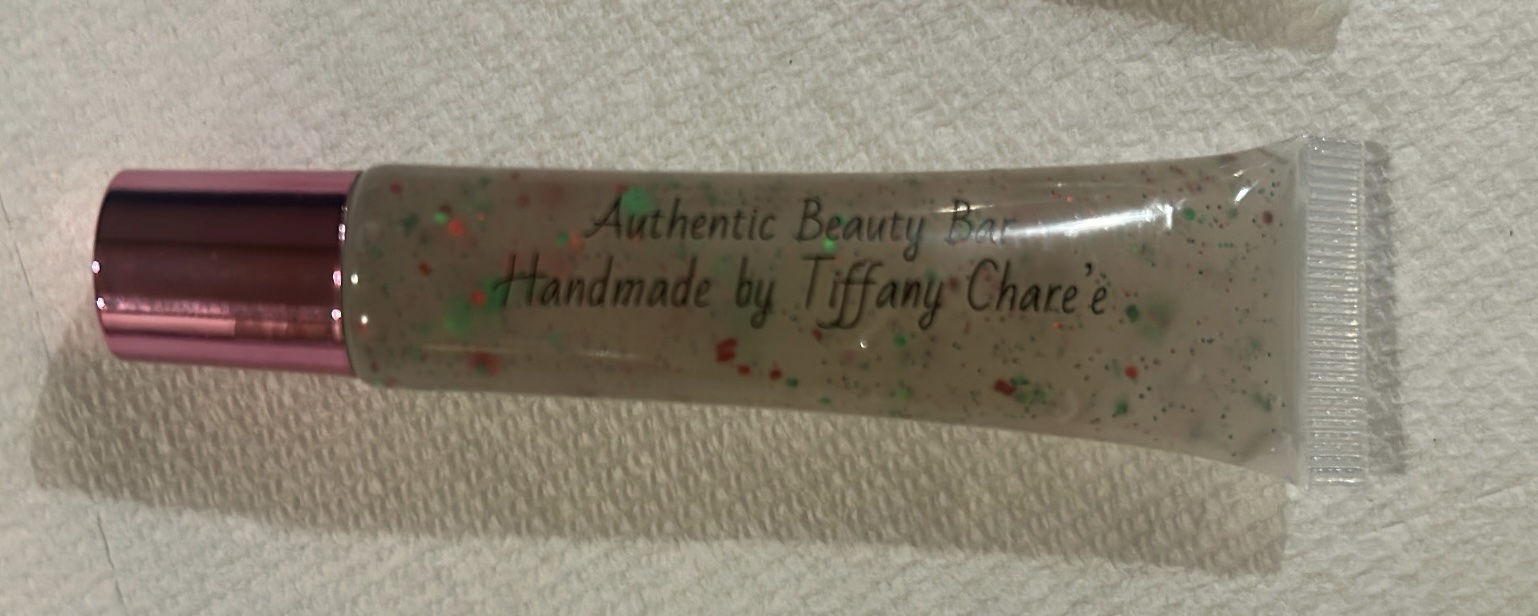 Authentic Beauty Bar
Handmade by Tiffany Chare'e